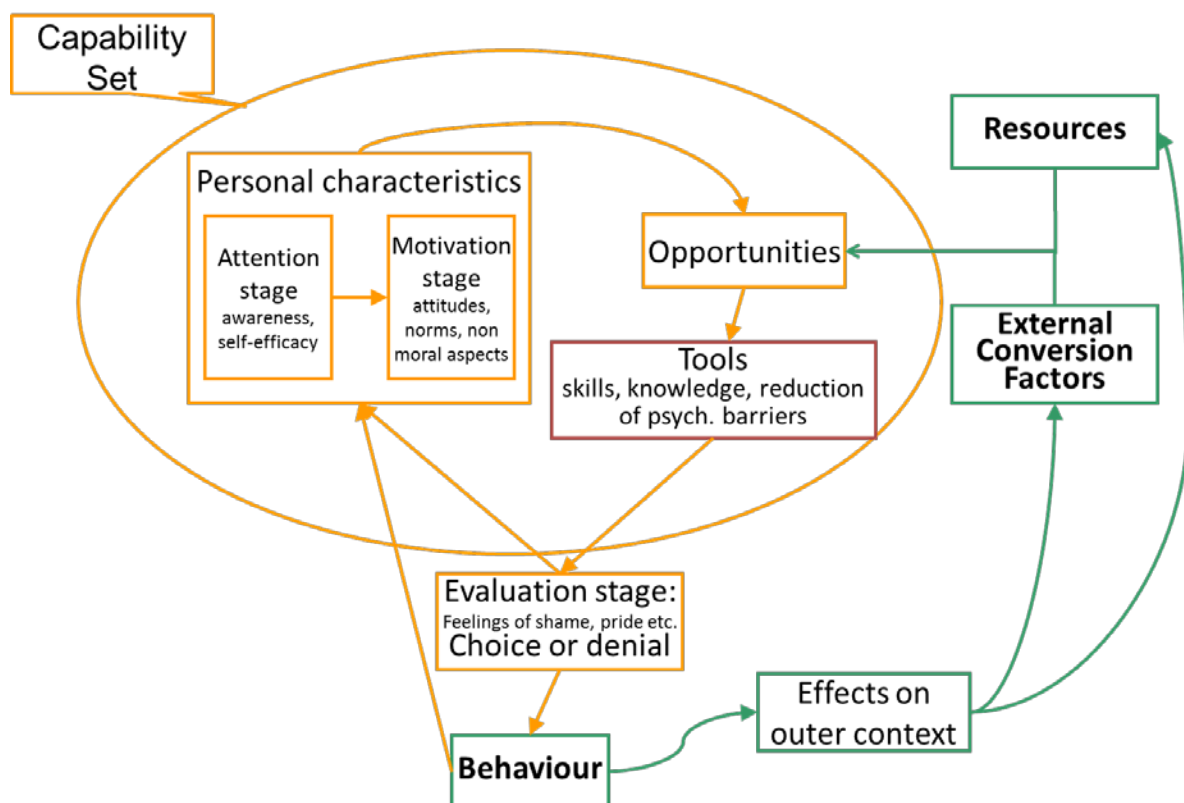 Capability
Set
Personal characteristics
Attention
stage
awareness,
self-efficacy
Motivation
stage
attitudes,
norms, non
moral aspects
Opportunities
Tools
skills, knowledge, reduction
of psych. barriers
Resources
External
Conversion
Factors
Evaluation stage:
Feelings of shame, pride etc.
Choice or denial
Behaviour
Effects on
outer context